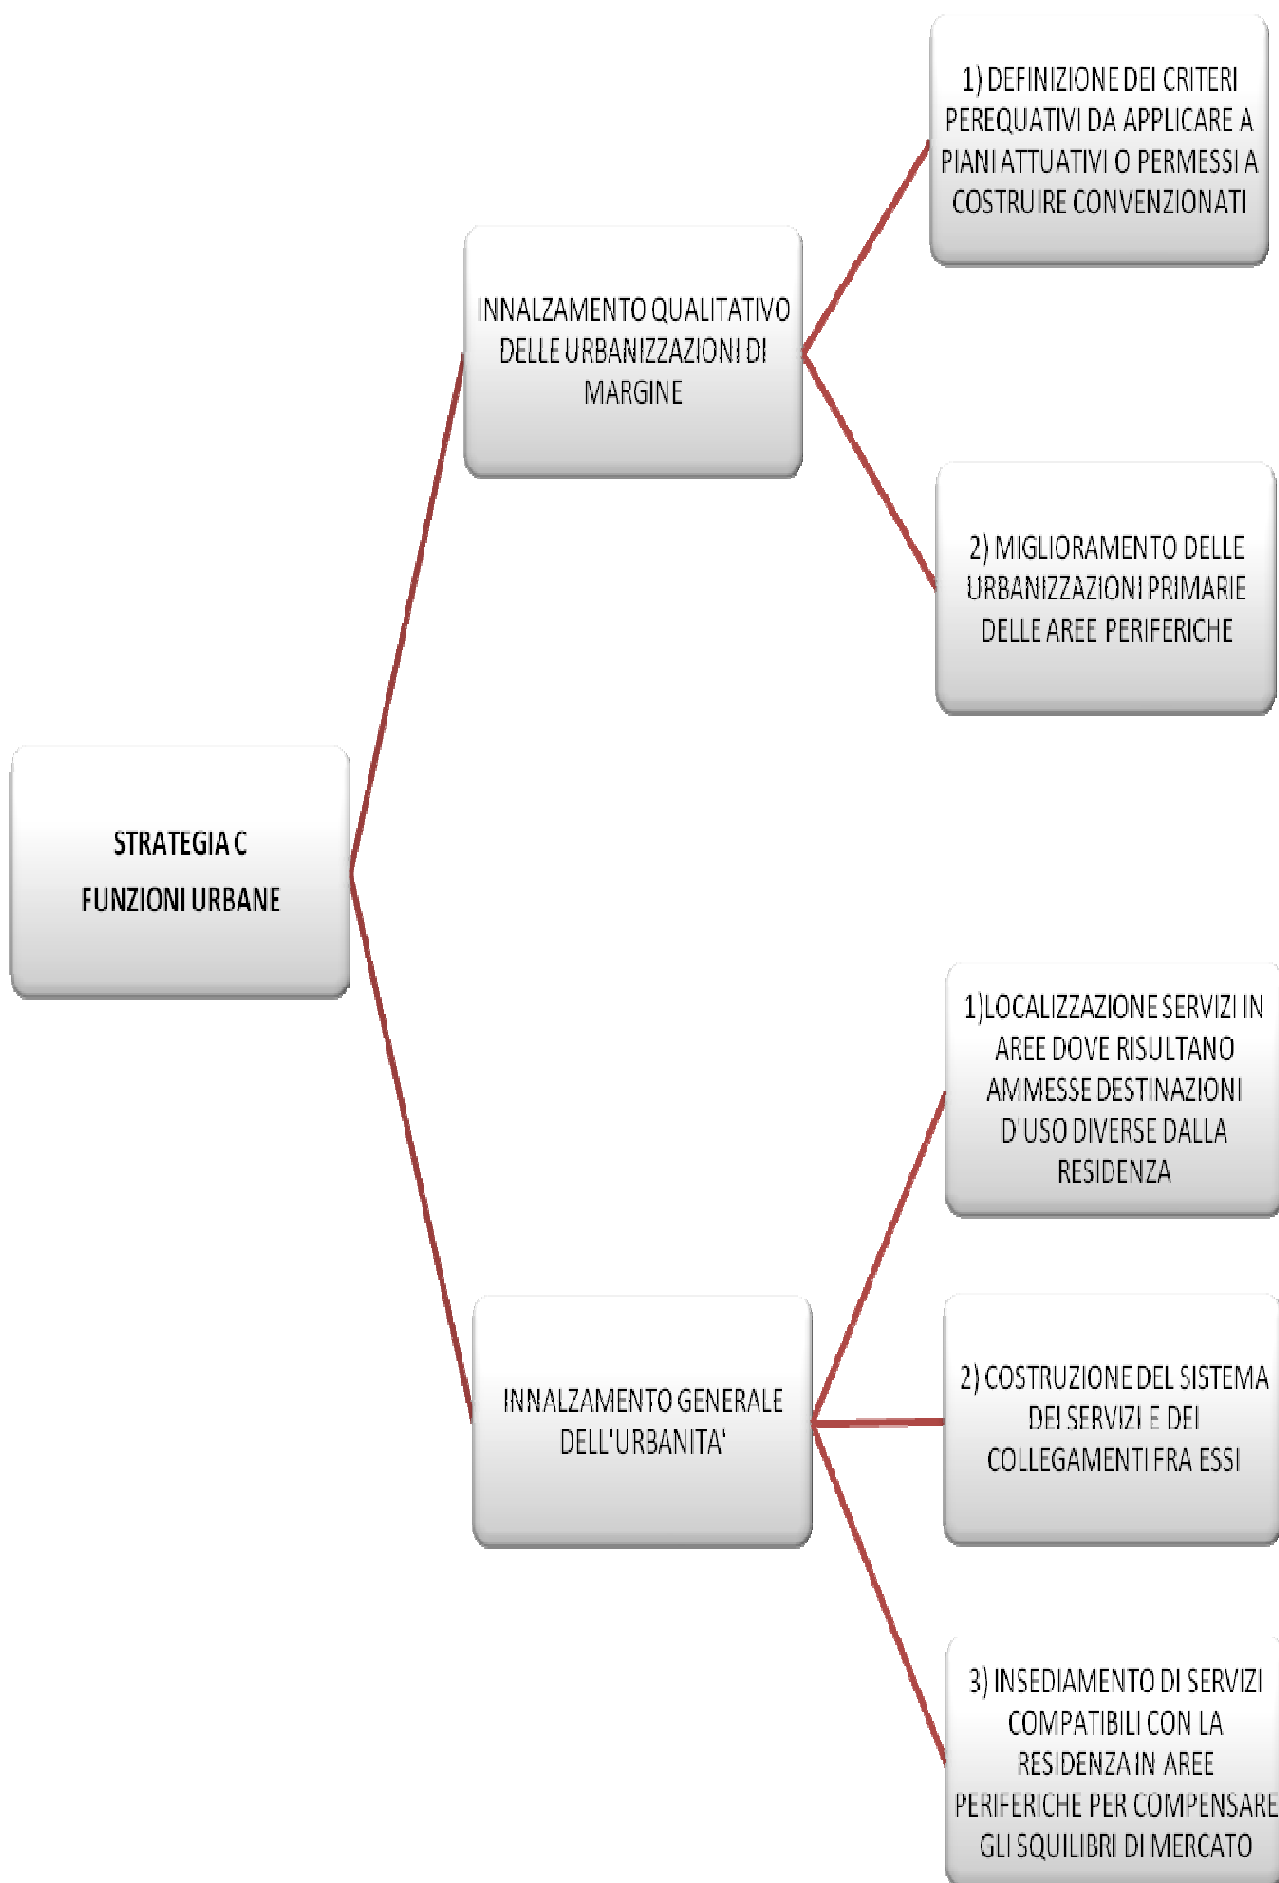 STRATEGIA C
FUNZIONI URBANE
INNALZAMENTO QUALITATIVO
DELLE URBANIZZAZIONI DI
MARGINE
1) DEFINIZIONE DEI CRITERI
PEREQUATIVI DA APPLICARE A
PIANI ATTUATIVI O PERMESSI A
COSTRUIRE CONVENZIONATI
2) MIGLIORAMENTO DELLE
URBANIZZAZIONI PRIMARIE
DELLE AREE PERIFERICHE
INNALZAMENTO GENERALE
DELL'URBANITA'
1)LOCALIZZAZIONE SERVIZI IN
AREE DOVE RISULTANO
AMMESSE DESTINAZIONI
D'USO DIVERSE DALLA
RESIDENZA
2) COSTRUZIONE DEL SISTEMA
DEI SERVIZI E DEI
COLLEGAMENTI FRA ESSI
3) INSEDIAMENTO DI SERVIZI
COMPATIBILI CON LA
RESIDENZA IN AREE
PERIFERICHE PER COMPENSARE
GLI SQUILIBRI DI MERCATO